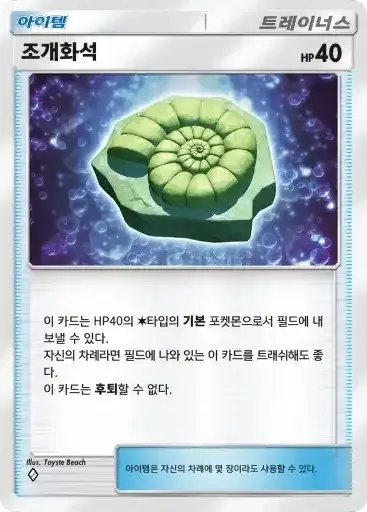 아이템
트레이너스
조개화석
HP40
이 카드는 HP40의 ✶타입의 기본 포켓몬으로서 필드에 내
보낼 수 있다.
자신의 차례라면 필드에 나와 있는 이 카드를 트래쉬해도 좋
다.
이 카드는 후퇴할 수 없다.
Illus. Toyste Beach
아이템은 자신의 차례에 몇 장이라도 사용할 수 있다.